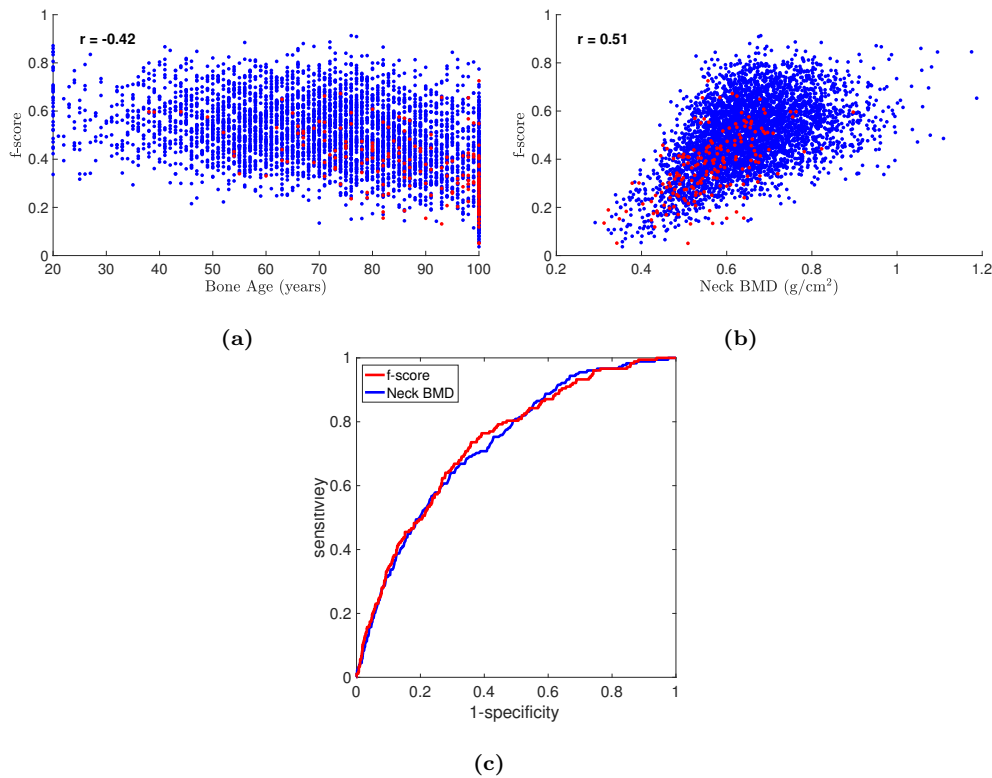 1
0.8
0.6
0.4
0.2
0
f-score
r = -0.42
20 30 40 50 60 70 80 90 100
Bone Age (years)
(a)
1
0.8
0.6
0.4
0.2
0
f-score
r = 0.51
0.2 0.4 0.6 0.8 1 1.2
Neck BMD (g/cm²)
(b)
1
0.8
0.6
0.4
0.2
0
sensitiviey
f-score
Neck BMD
0 0.2 0.4 0.6 0.8 1
1-specificity
(c)